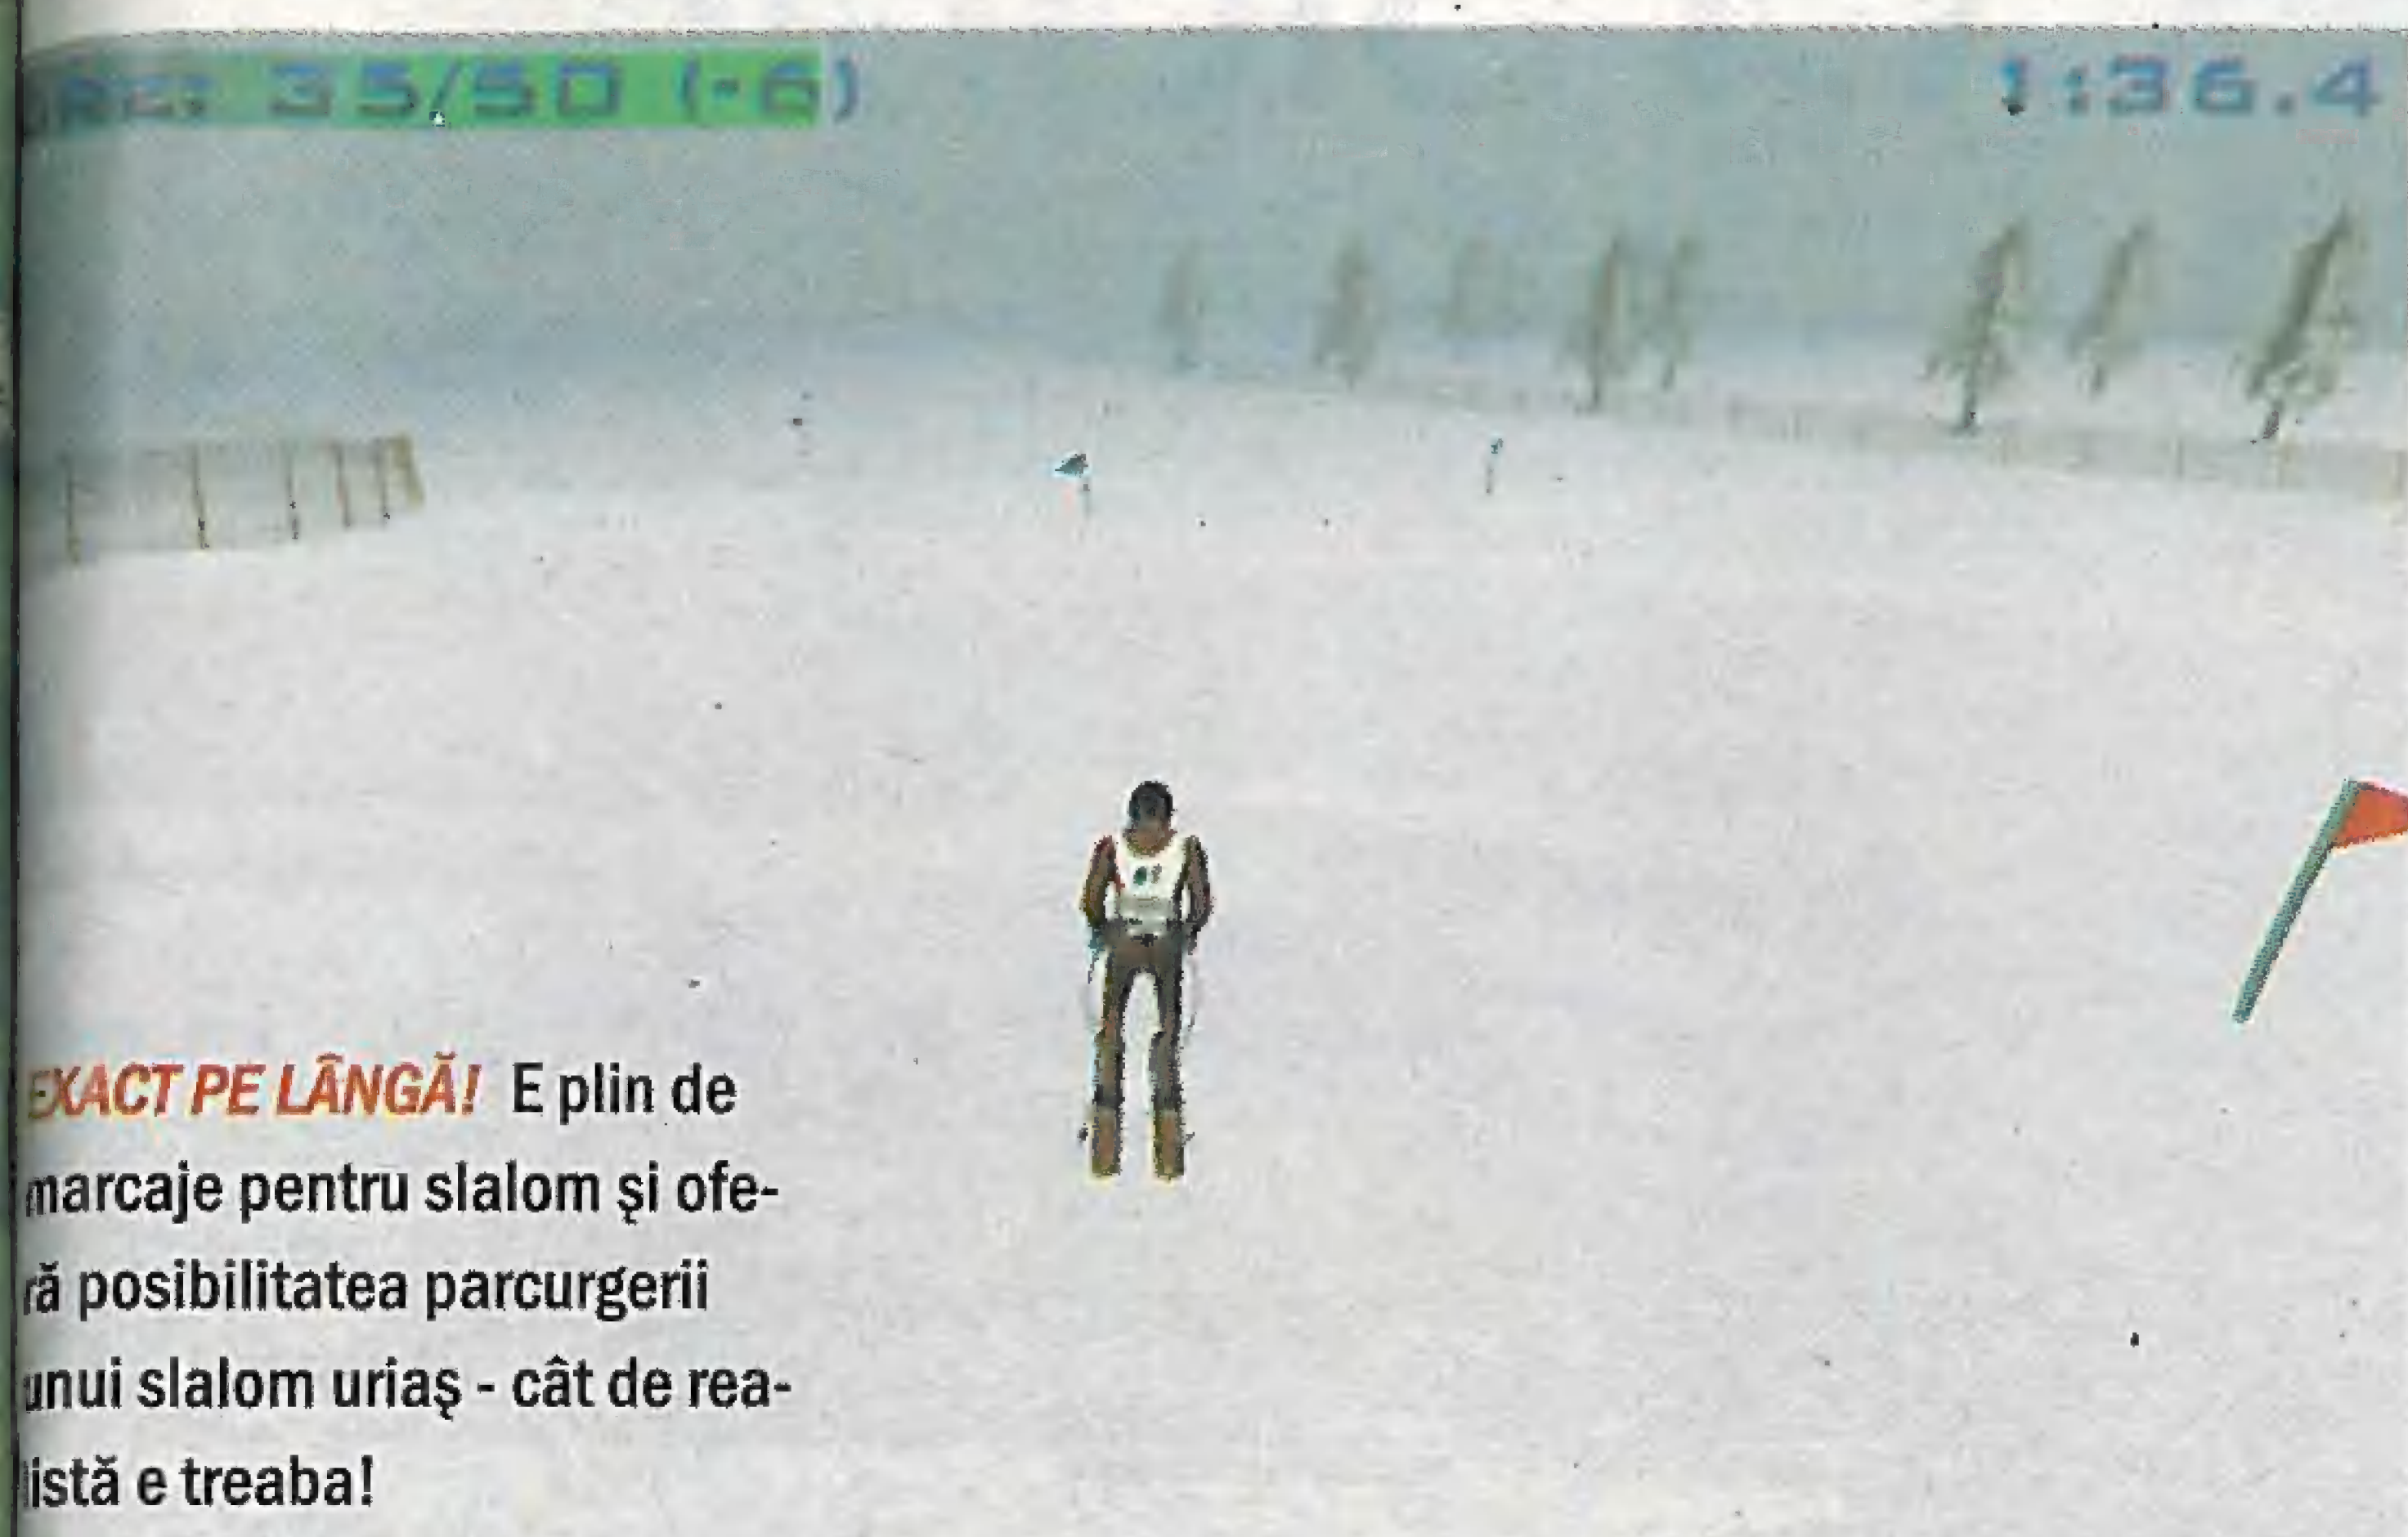 35/50 (-6)
1:36.4
EXACT PE LÂNGĂ! E plin de
marcaje pentru slalom şi ofe-
ră posibilitatea parcurgerii
unui slalom uriaş - cât de rea-
listă e treaba!